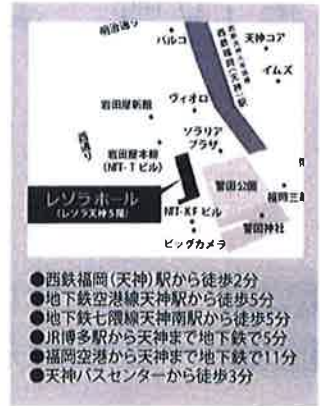 明治通り
パルコ
天神コア
西鉄福岡(天神)駅
イムズ
岩田屋新館
ヴィオロ
西通り
ソラリア
プラザ
岩田屋本館
(NTT-Tビル)
警固公園
レソラホール
(レソラ天神5階)
NTT-KFビル
福岡三
警固神社
ビッグカメラ
●西鉄福岡(天神)駅から徒歩2分
●地下鉄空港線天神駅から徒歩5分
●地下鉄七隈線天神南駅から徒歩5分
●JR博多駅から天神まで地下鉄で5分
●福岡空港から天神まで地下鉄で11分
●天神バスセンターから徒歩3分